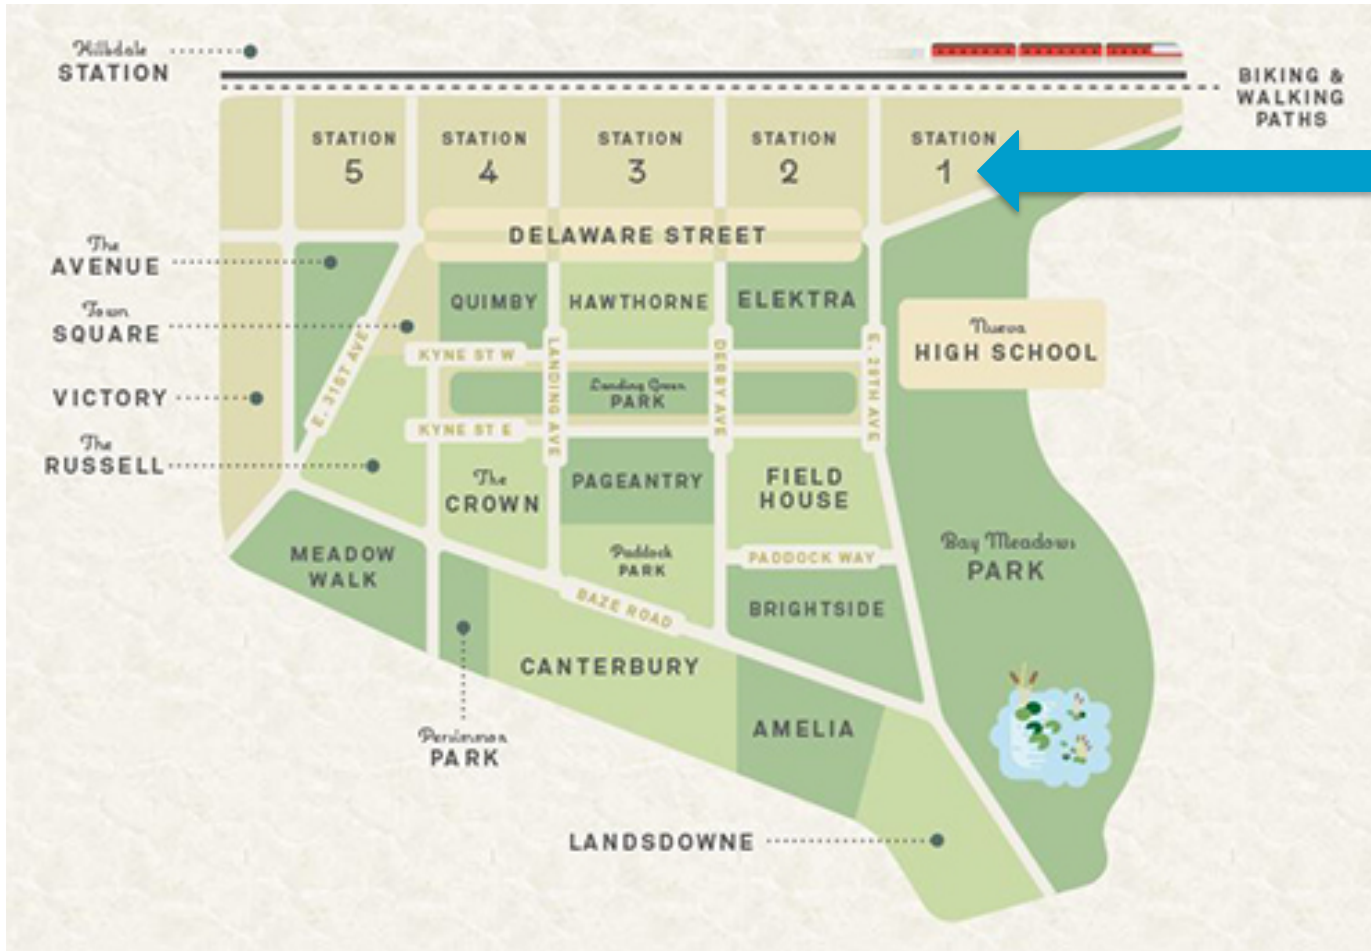 Hillsdale
STATION
BIKING &
WALKING
PATHS
STATION
5
STATION
4
STATION
3
STATION
2
STATION
1
DELAWARE STREET
The
AVENUE
Town
SQUARE
VICTORY
The
RUSSELL
QUIMBY
HAWTHORNE
ELEKTRA
Nueva
HIGH SCHOOL
E. 31ST AVE
KYNE ST W
LANDING AVE
DERBY AVE
E. 28TH AVE
Landing Green
PARK
KYNE ST E
The
CROWN
PAGEANTRY
FIELD
HOUSE
Paddock
PARK
PADDOCK WAY
Bay Meadows
PARK
MEADOW
WALK
BAZE ROAD
BRIGHTSIDE
CANTERBURY
AMELIA
Persimmon
PARK
LANDSDOWNE